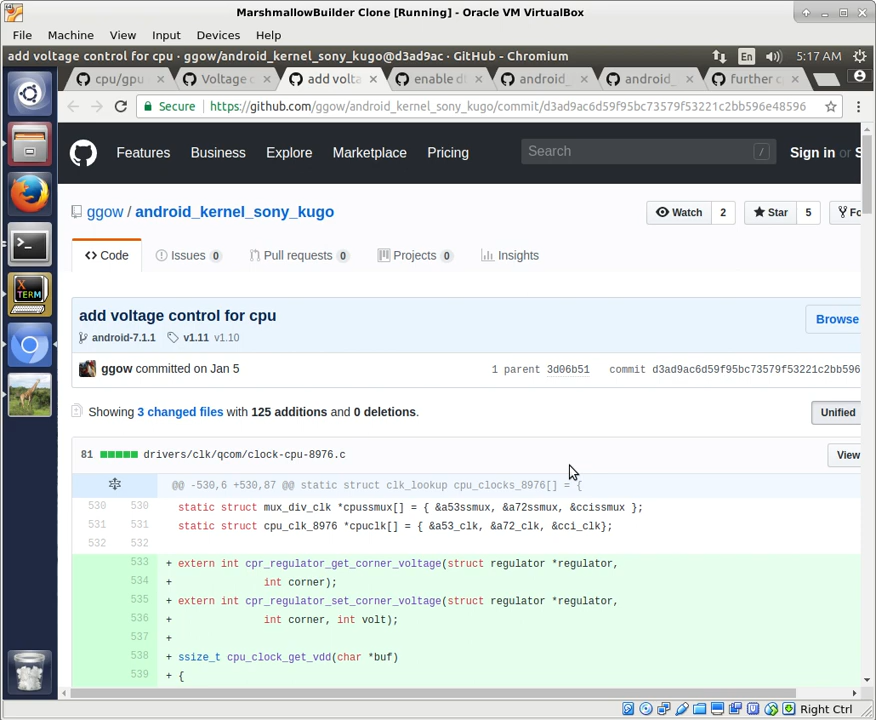 MarshmallowBuilder Clone [Running] - Oracle VM VirtualBox
File Machine View Input Devices Help
add voltage control for cpu · ggow/android_kernel_sony_kugo@d3ad9ac · GitHub - Chromium En 5:17 AM
cpu/gpu Voltage c add volta enable d android_ android_ further c
Secure https://github.com/ggow/android_kernel_sony_kugo/commit/d3ad9ac6d59f95bc73579f53221c2bb596e48596
Features Business Explore Marketplace Pricing Search / Sign in or S
ggow / android_kernel_sony_kugo Watch 2 Star 5 Fo
<> Code Issues 0 Pull requests 0 Projects 0 Insights
add voltage control for cpu Browse
android-7.1.1 v1.11 v1.10
ggow committed on Jan 5 1 parent 3d06b51 commit d3ad9ac6d59f95bc73579f53221c2bb596
Showing 3 changed files with 125 additions and 0 deletions. Unified
81 drivers/clk/qcom/clock-cpu-8976.c View
@@ -530,6 +530,87 @@ static struct clk_lookup cpu_clocks_8976[] = {
530 530 static struct mux_div_clk *cpussmux[] = { &a53ssmux, &a72ssmux, &ccissmux };
531 531 static struct cpu_clk_8976 *cpuclk[] = { &a53_clk, &a72_clk, &cci_clk};
532 532
533 + extern int cpr_regulator_get_corner_voltage(struct regulator *regulator,
534 + int corner);
535 + extern int cpr_regulator_set_corner_voltage(struct regulator *regulator,
536 + int corner, int volt);
537 +
538 + ssize_t cpu_clock_get_vdd(char *buf)
539 + {
XTERM
Right Ctrl